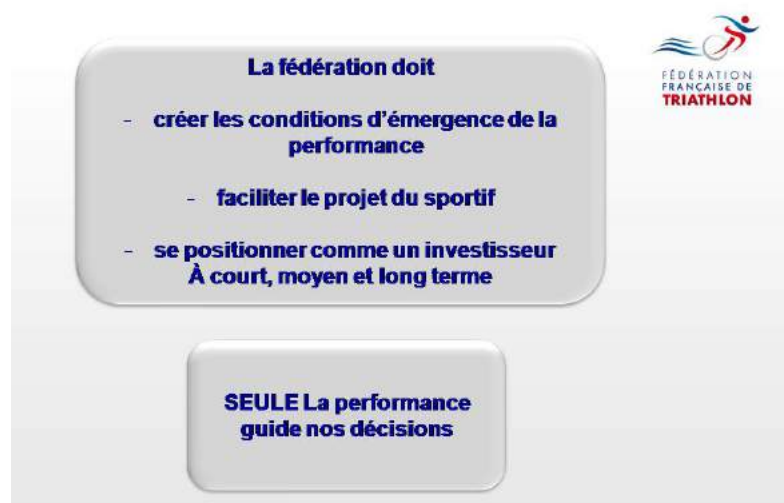 La fédération doit
- créer les conditions d'émergence de la
performance
- faciliter le projet du sportif
- se positionner comme un investisseur
À court, moyen et long terme
FÉDÉRATION
FRANÇAISE DE
TRIATHLON
SEULE La performance
guide nos décisions